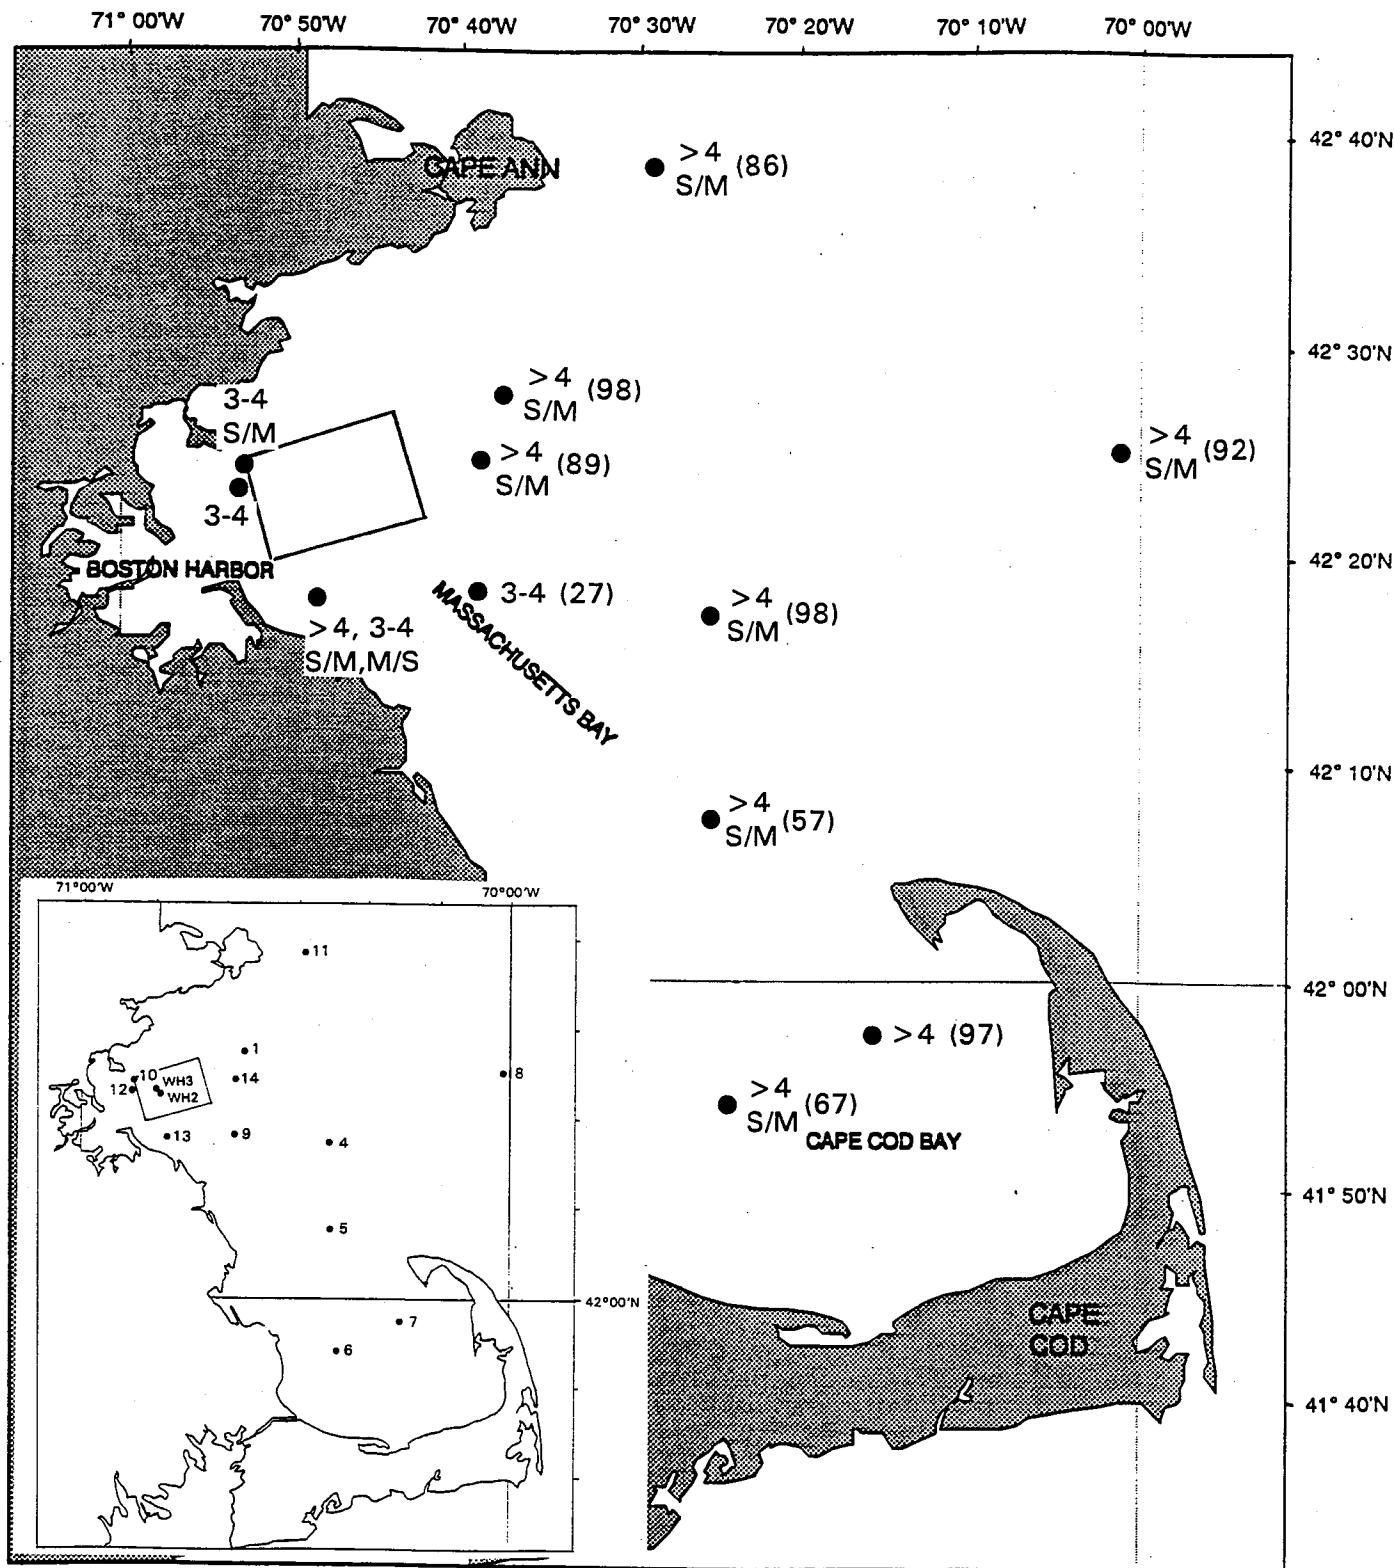 71° 00'W 70° 50'W 70° 40'W 70° 30'W 70° 20'W 70° 10'W 70° 00'W
42° 40'N
CAPE ANN
>4
S/M (86)
42° 30'N
>4
S/M (98)
3-4
S/M
>4
S/M (89)
>4
S/M (92)
3-4
BOSTON HARBOR
42° 20'N
3-4 (27)
>4
S/M (98)
>4, 3-4
S/M,M/S
MASSACHUSETTS BAY
42° 10'N
>4
S/M (57)
42° 00'N
>4 (97)
>4
S/M (67)
CAPE COD BAY
41° 50'N
CAPE
COD
41° 40'N
71°00'W 70°00'W
11
1
14
8
10
WH3
12
WH2
13
9
4
5
42°00'N
7
6